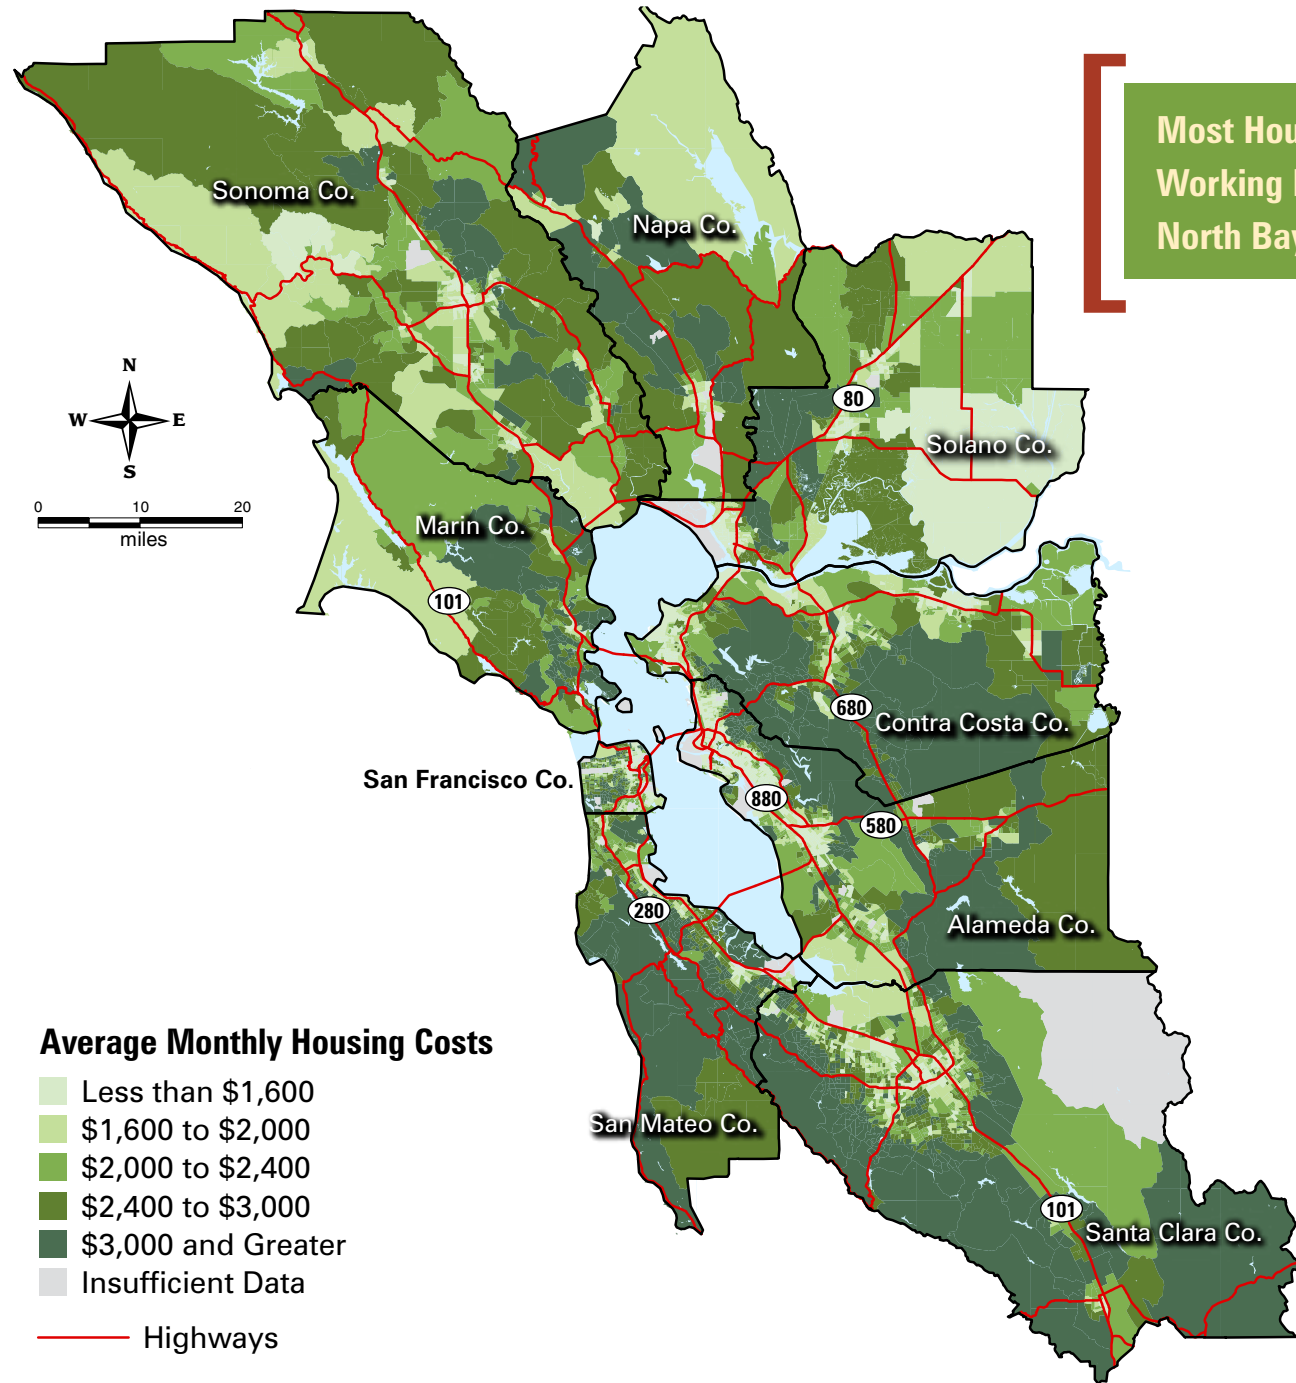 Most Hou
Working
North Bay
Sonoma Co.
Napa Co.
N
W E
S
0 10 20
miles
80
Solano Co.
Marin Co.
101
680
Contra Costa Co.
San Francisco Co.
880
580
280
Alameda Co.
Average Monthly Housing Costs
Less than $1,600
$1,600 to $2,000
$2,000 to $2,400
$2,400 to $3,000
$3,000 and Greater
Insufficient Data
Highways
San Mateo Co.
101
Santa Clara Co.